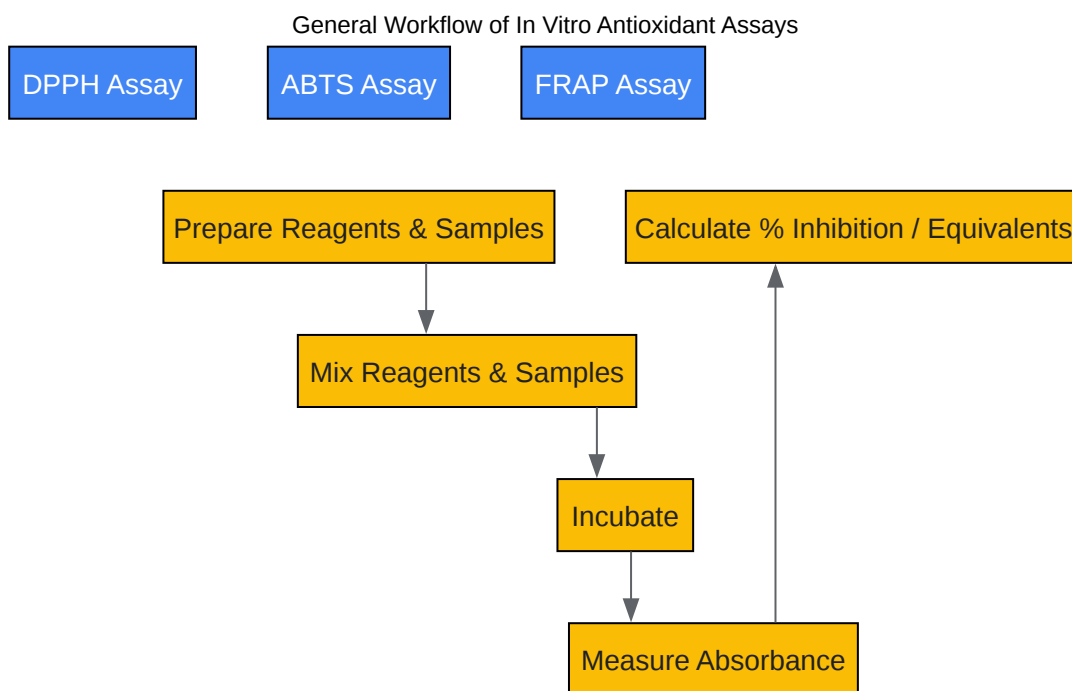 General Workflow of In Vitro Antioxidant Assays
DPPH Assay
ABTS Assay
FRAP Assay
Prepare Reagents & Samples
Calculate % Inhibition / Equivalents
Mix Reagents & Samples
Incubate
Measure Absorbance